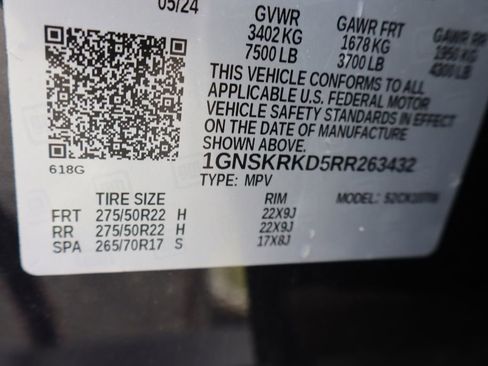 05/24 GVWR GAWR FRT GAWR RR
3402 KG 1678 KG 1950 KG
7500 LB 3700 LB 4300 LB
THIS VEHICLE CONFORMS TO ALL
APPLICABLE U.S. FEDERAL MOTOR
VEHICLE SAFETY STANDARDS IN EFFECT
ON THE DATE OF MANUFACTURE
SHOWN ABOVE.
1GNSKRKD5RR263432
618G TYPE: MPV
TIRE SIZE RIM
FRT 275/50R22 H 22X9J
RR 275/50R22 H 22X9J
SPA 265/70R17 S 17X8J